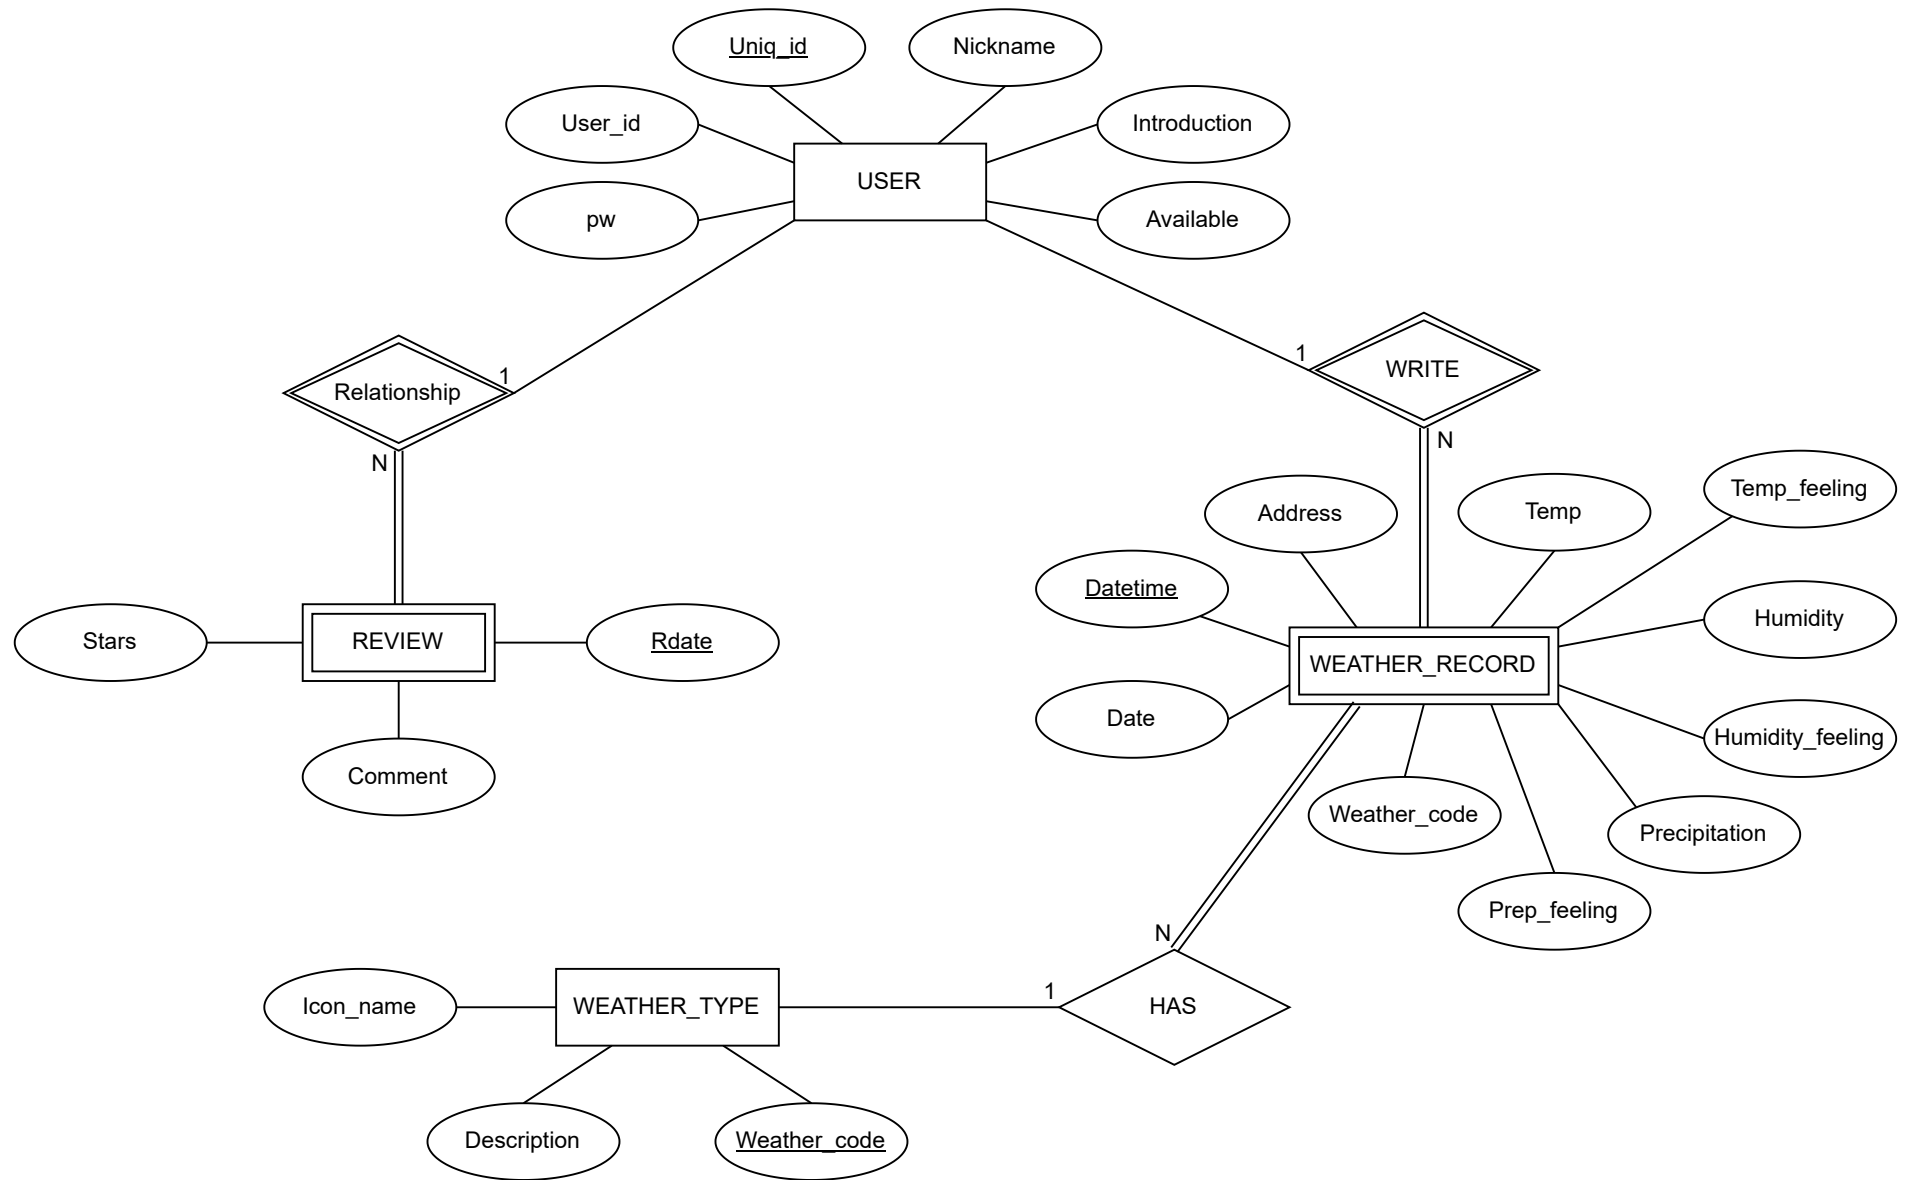 Uniq_id
Nickname
User_id
Introduction
USER
pw
Available
Relationship
1
N
1
WRITE
N
Address
Temp
Temp_feeling
Datetime
Humidity
Stars
REVIEW
Rdate
WEATHER_RECORD
Date
Humidity_feeling
Comment
Weather_code
Precipitation
Prep_feeling
N
Icon_name
WEATHER_TYPE
1
HAS
Description
Weather_code